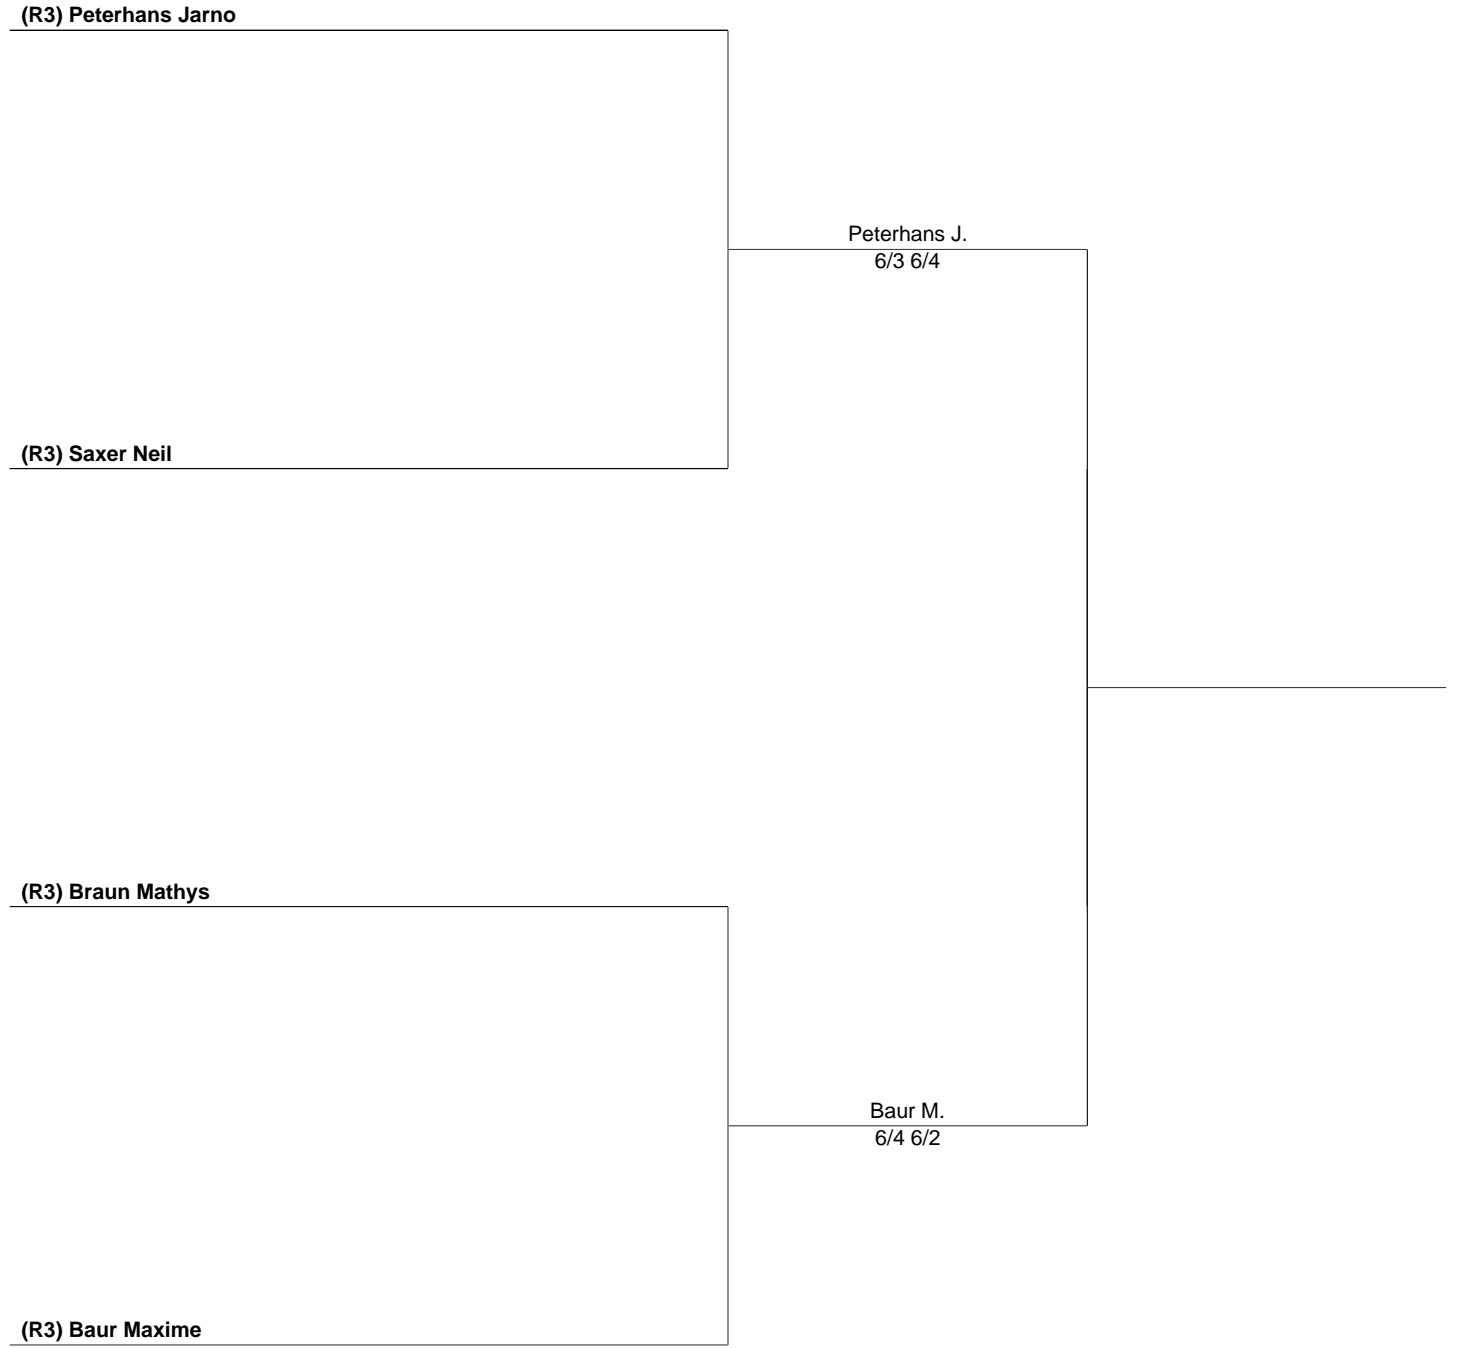 (R3) Peterhans Jarno
Peterhans J.
6/3 6/4
(R3) Saxer Neil
(R3) Braun Mathys
Baur M.
6/4 6/2
(R3) Baur Maxime